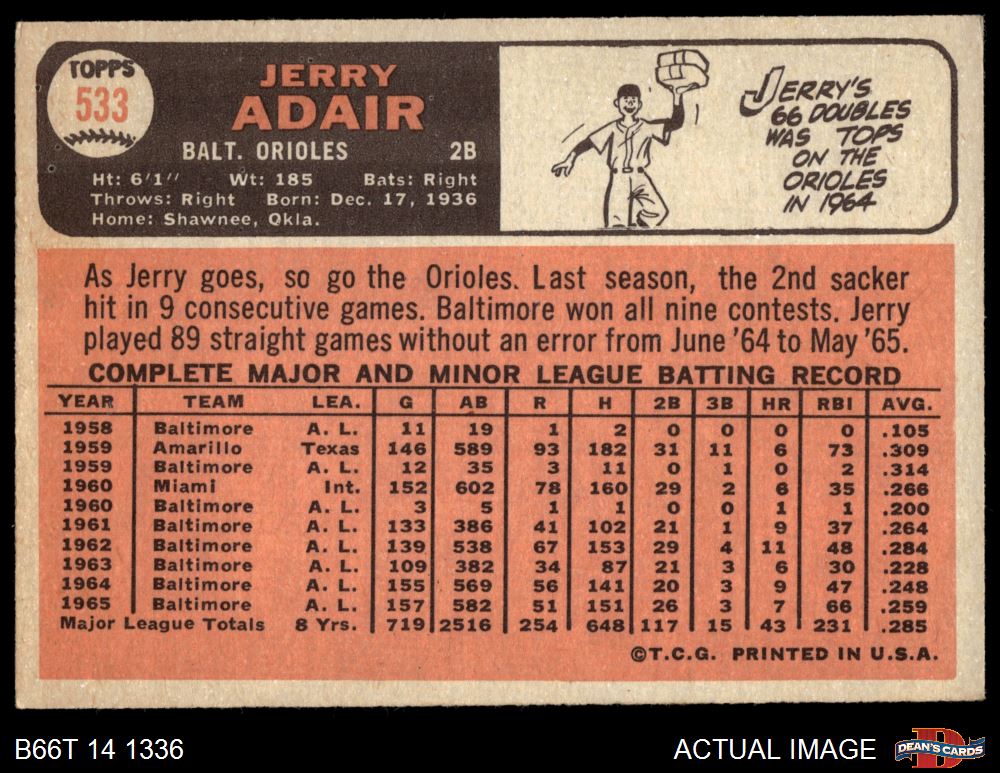 TOPPS
533
JERRY
ADAIR
BALT. ORIOLES 2B
Ht: 6'1" Wt: 185 Bats: Right
Throws: Right Born: Dec. 17, 1936
Home: Shawnee, Okla.
JERRY'S
66 DOUBLES
WAS TOPS
ON THE
ORIOLES
IN 1964
As Jerry goes, so go the Orioles. Last season, the 2nd sacker
hit in 9 consecutive games. Baltimore won all nine contests. Jerry
played 89 straight games without an error from June '64 to May '65.
COMPLETE MAJOR AND MINOR LEAGUE BATTING RECORD
YEAR TEAM LEA. G AB R H 2B 3B HR RBI AVG.
1958 Baltimore A. L. 11 19 1 2 0 0 0 0 .105
1959 Amarillo Texas 146 589 93 182 31 11 6 73 .309
1959 Baltimore A. L. 12 35 3 11 0 1 0 2 .314
1960 Miami Int. 152 602 78 160 29 2 6 35 .266
1960 Baltimore A. L. 3 5 1 1 0 0 1 1 .200
1961 Baltimore A. L. 133 386 41 102 21 1 9 37 .264
1962 Baltimore A. L. 139 538 67 153 29 4 11 48 .284
1963 Baltimore A. L. 109 382 34 87 21 3 6 30 .228
1964 Baltimore A. L. 155 569 56 141 20 3 9 47 .248
1965 Baltimore A. L. 157 582 51 151 26 3 7 66 .259
Major League Totals 8 Yrs. 719 2516 254 648 117 15 43 231 .285
©T.C.G. PRINTED IN U.S.A.
B66T 14 1336 ACTUAL IMAGE
D
DEAN'S CARDS